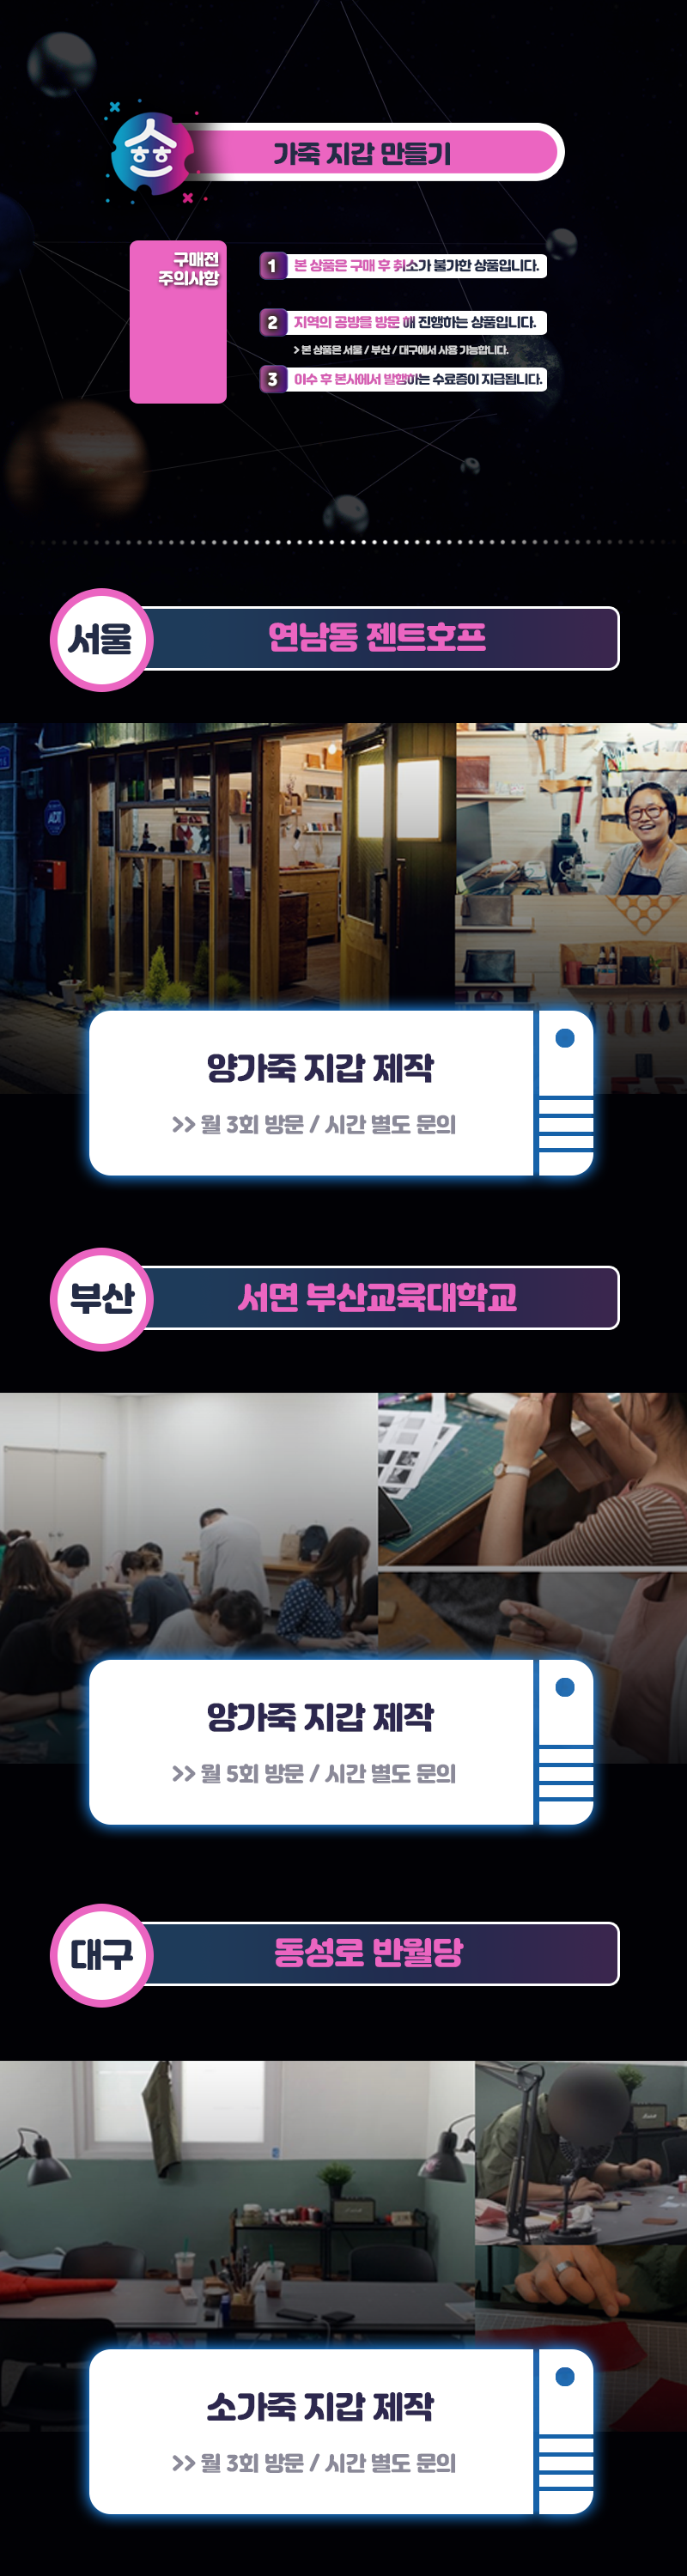 가죽 지갑 만들기
구매전
주의사항
1 본 상품은 구매 후 취소가 불가한 상품입니다.
2 지역의 공방을 방문 해 진행하는 상품입니다.
> 본 상품은 서울 / 부산 / 대구에서 사용 가능합니다.
3 이수 후 본사에서 발행하는 수료증이 지급됩니다.
서울
연남동 젠트호프
ADT
양가죽 지갑 제작
>> 월 3회 방문 / 시간 별도 문의
부산
서면 부산교육대학교
양가죽 지갑 제작
>> 월 5회 방문 / 시간 별도 문의
대구
동성로 반월당
소가죽 지갑 제작
>> 월 3회 방문 / 시간 별도 문의